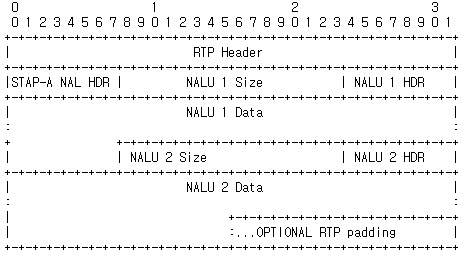 0                   1                   2                   3
 0 1 2 3 4 5 6 7 8 9 0 1 2 3 4 5 6 7 8 9 0 1 2 3 4 5 6 7 8 9 0 1
+-+-+-+-+-+-+-+-+-+-+-+-+-+-+-+-+-+-+-+-+-+-+-+-+-+-+-+-+-+-+-+-+
|                          RTP Header                           |
+-+-+-+-+-+-+-+-+-+-+-+-+-+-+-+-+-+-+-+-+-+-+-+-+-+-+-+-+-+-+-+-+
|STAP-A NAL HDR |         NALU 1 Size           | NALU 1 HDR    |
+-+-+-+-+-+-+-+-+-+-+-+-+-+-+-+-+-+-+-+-+-+-+-+-+-+-+-+-+-+-+-+-+
|                         NALU 1 Data                           |
:                                                               :
+               +-+-+-+-+-+-+-+-+-+-+-+-+-+-+-+-+-+-+-+-+-+-+-+-+
|               | NALU 2 Size                   | NALU 2 HDR    |
+-+-+-+-+-+-+-+-+-+-+-+-+-+-+-+-+-+-+-+-+-+-+-+-+-+-+-+-+-+-+-+-+
|                         NALU 2 Data                           |
:                                                               :
|                               +-+-+-+-+-+-+-+-+-+-+-+-+-+-+-+-+
|                               :...OPTIONAL RTP padding        |
+-+-+-+-+-+-+-+-+-+-+-+-+-+-+-+-+-+-+-+-+-+-+-+-+-+-+-+-+-+-+-+-+